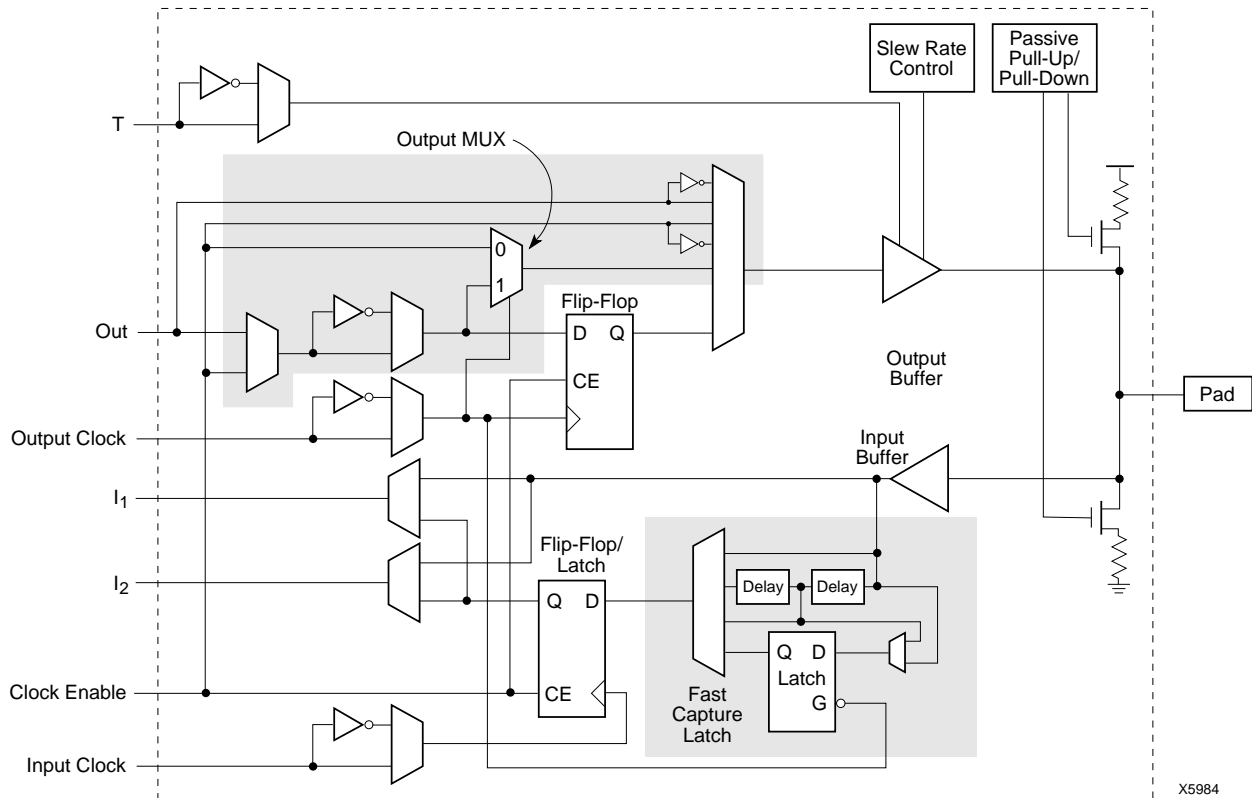 Slew Rate
Control
Passive
Pull-Up/
Pull-Down
T
Output MUX
0
1
Flip-Flop
D Q
CE
Out
Output
Buffer
Pad
Output Clock
Input
Buffer
I1
Flip-Flop/
Latch
I2
Delay
Delay
Q D
Q D
Latch
G
Clock Enable
CE
Fast
Capture
Latch
Input Clock
X5984